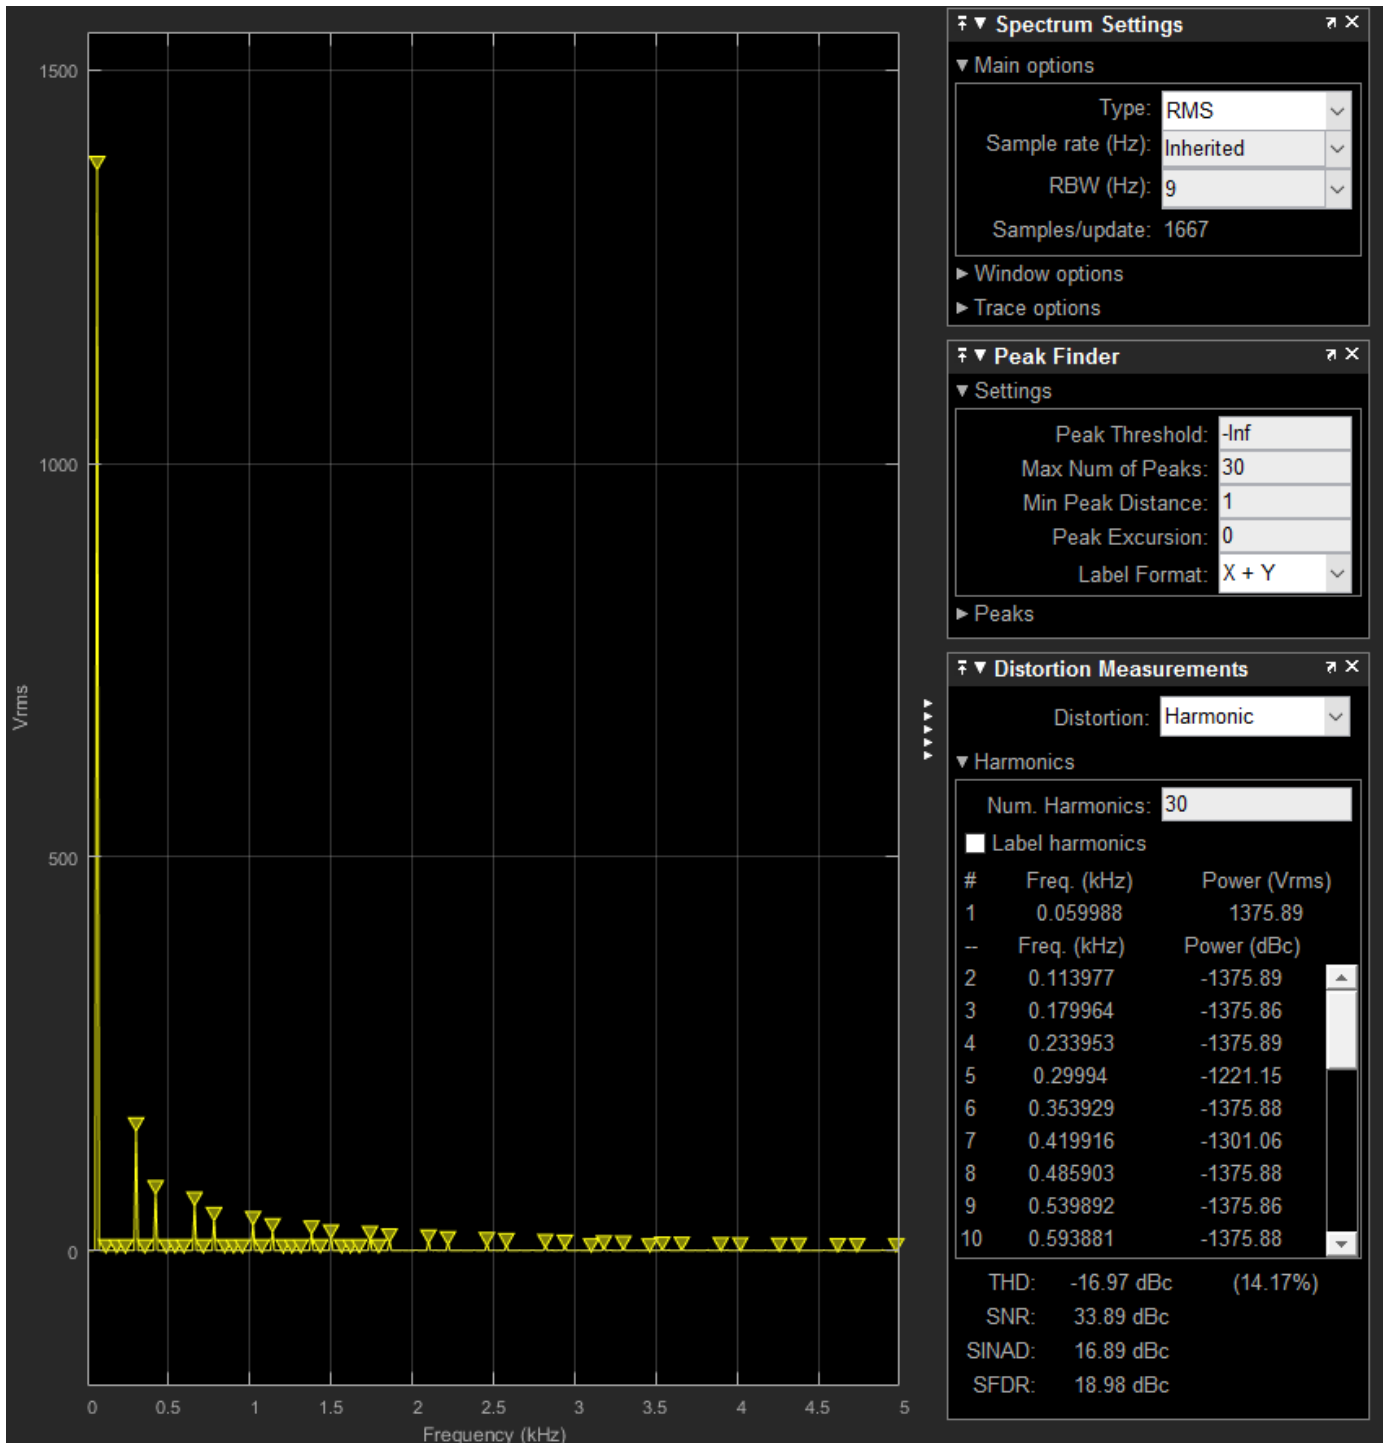 1500
1000
500
0
Vrms
0 0.5 1 1.5 2 2.5 3 3.5 4 4.5 5
Frequency (kHz)
Spectrum Settings
Main options
Type: RMS
Sample rate (Hz): Inherited
RBW (Hz): 9
Samples/update: 1667
Window options
Trace options
Peak Finder
Settings
Peak Threshold: -Inf
Max Num of Peaks: 30
Min Peak Distance: 1
Peak Excursion: 0
Label Format: X + Y
Peaks
Distortion Measurements
Distortion: Harmonic
Harmonics
Num. Harmonics: 30
Label harmonics
# Freq. (kHz) Power (Vrms)
1 0.059988 1375.89
-- Freq. (kHz) Power (dBc)
2 0.113977 -1375.89
3 0.179964 -1375.86
4 0.233953 -1375.89
5 0.29994 -1221.15
6 0.353929 -1375.88
7 0.419916 -1301.06
8 0.485903 -1375.88
9 0.539892 -1375.86
10 0.593881 -1375.88
THD: -16.97 dBc (14.17%)
SNR: 33.89 dBc
SINAD: 16.89 dBc
SFDR: 18.98 dBc